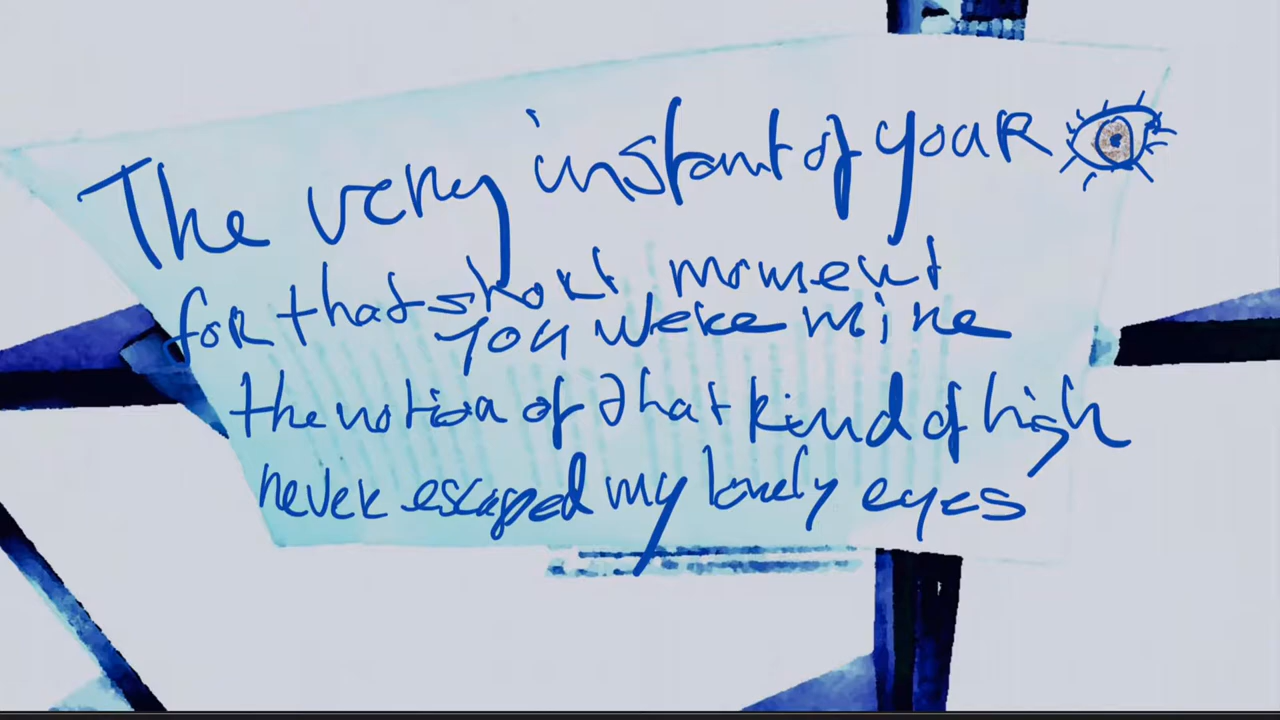 The very instant of your
for that short moment
you were mine
the notion of that kind of high
never escaped my lonely eyes